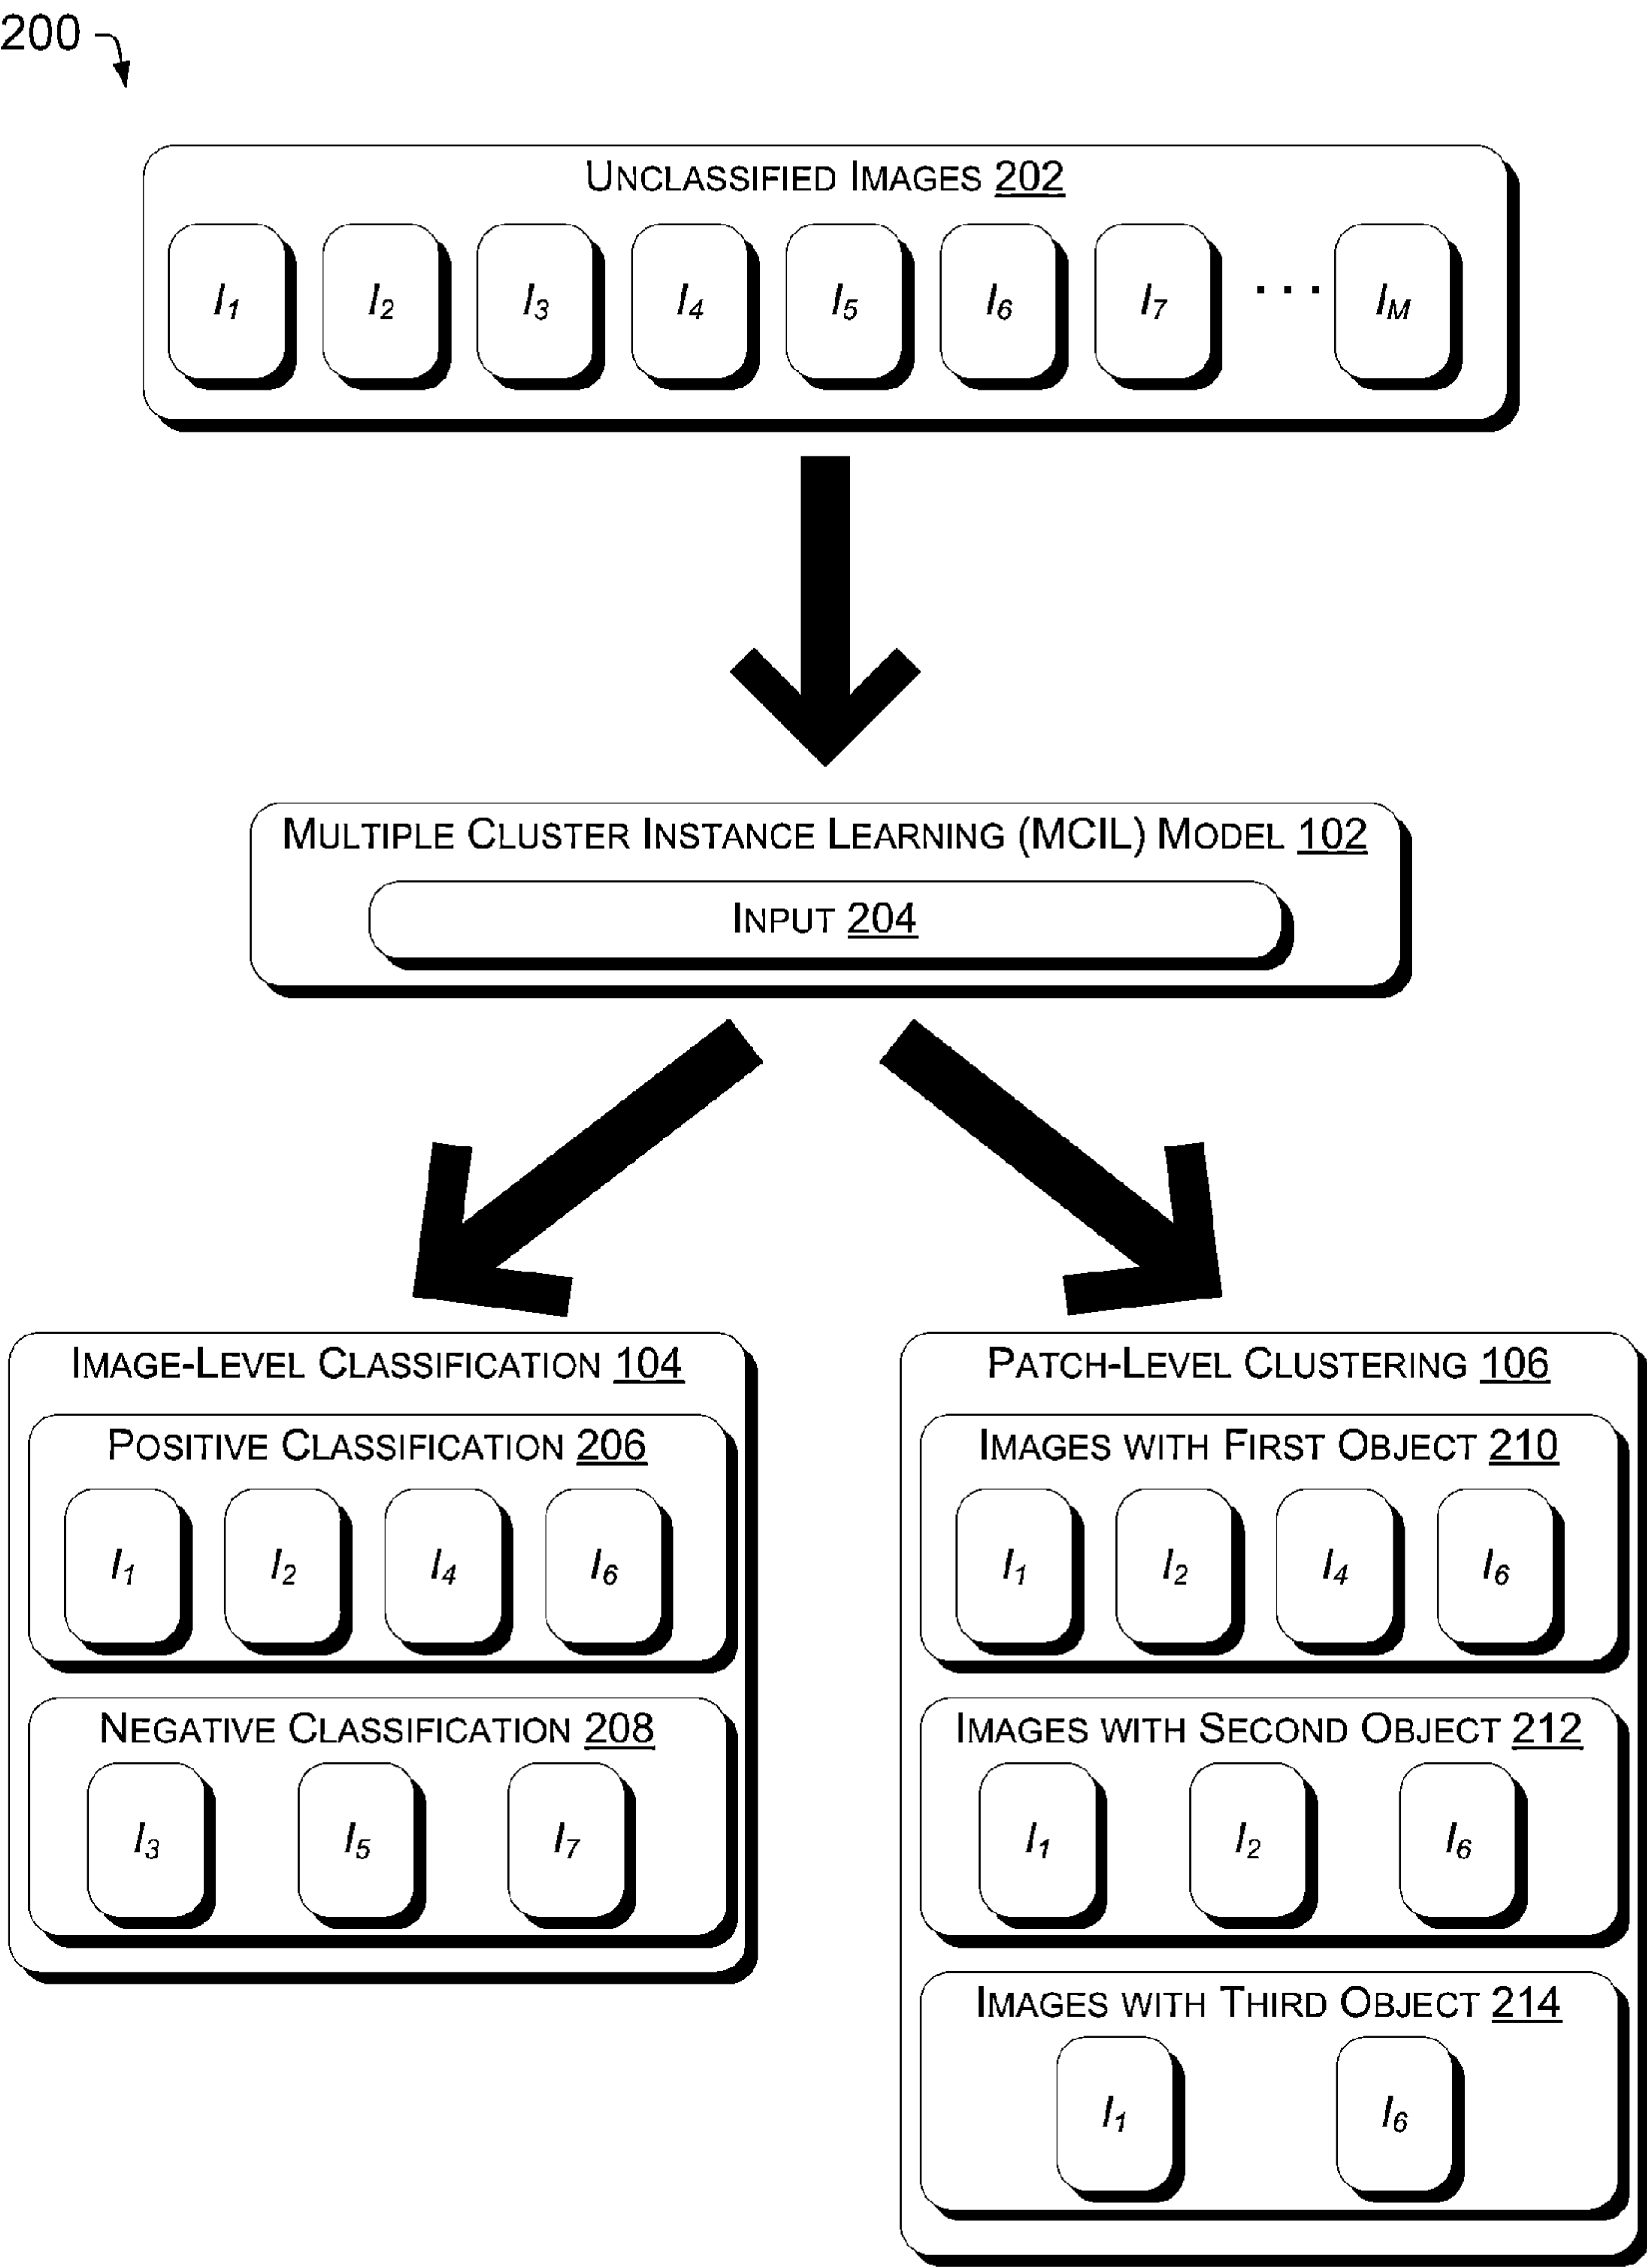 200
UNCLASSIFIED IMAGES 202
I1 I2 I3 I4 I5 I6 I7 ... IM
MULTIPLE CLUSTER INSTANCE LEARNING (MCIL) MODEL 102
INPUT 204
IMAGE-LEVEL CLASSIFICATION 104
POSITIVE CLASSIFICATION 206
I1 I2 I4 I6
NEGATIVE CLASSIFICATION 208
I3 I5 I7
PATCH-LEVEL CLUSTERING 106
IMAGES WITH FIRST OBJECT 210
I1 I2 I4 I6
IMAGES WITH SECOND OBJECT 212
I1 I2 I6
IMAGES WITH THIRD OBJECT 214
I1 I6